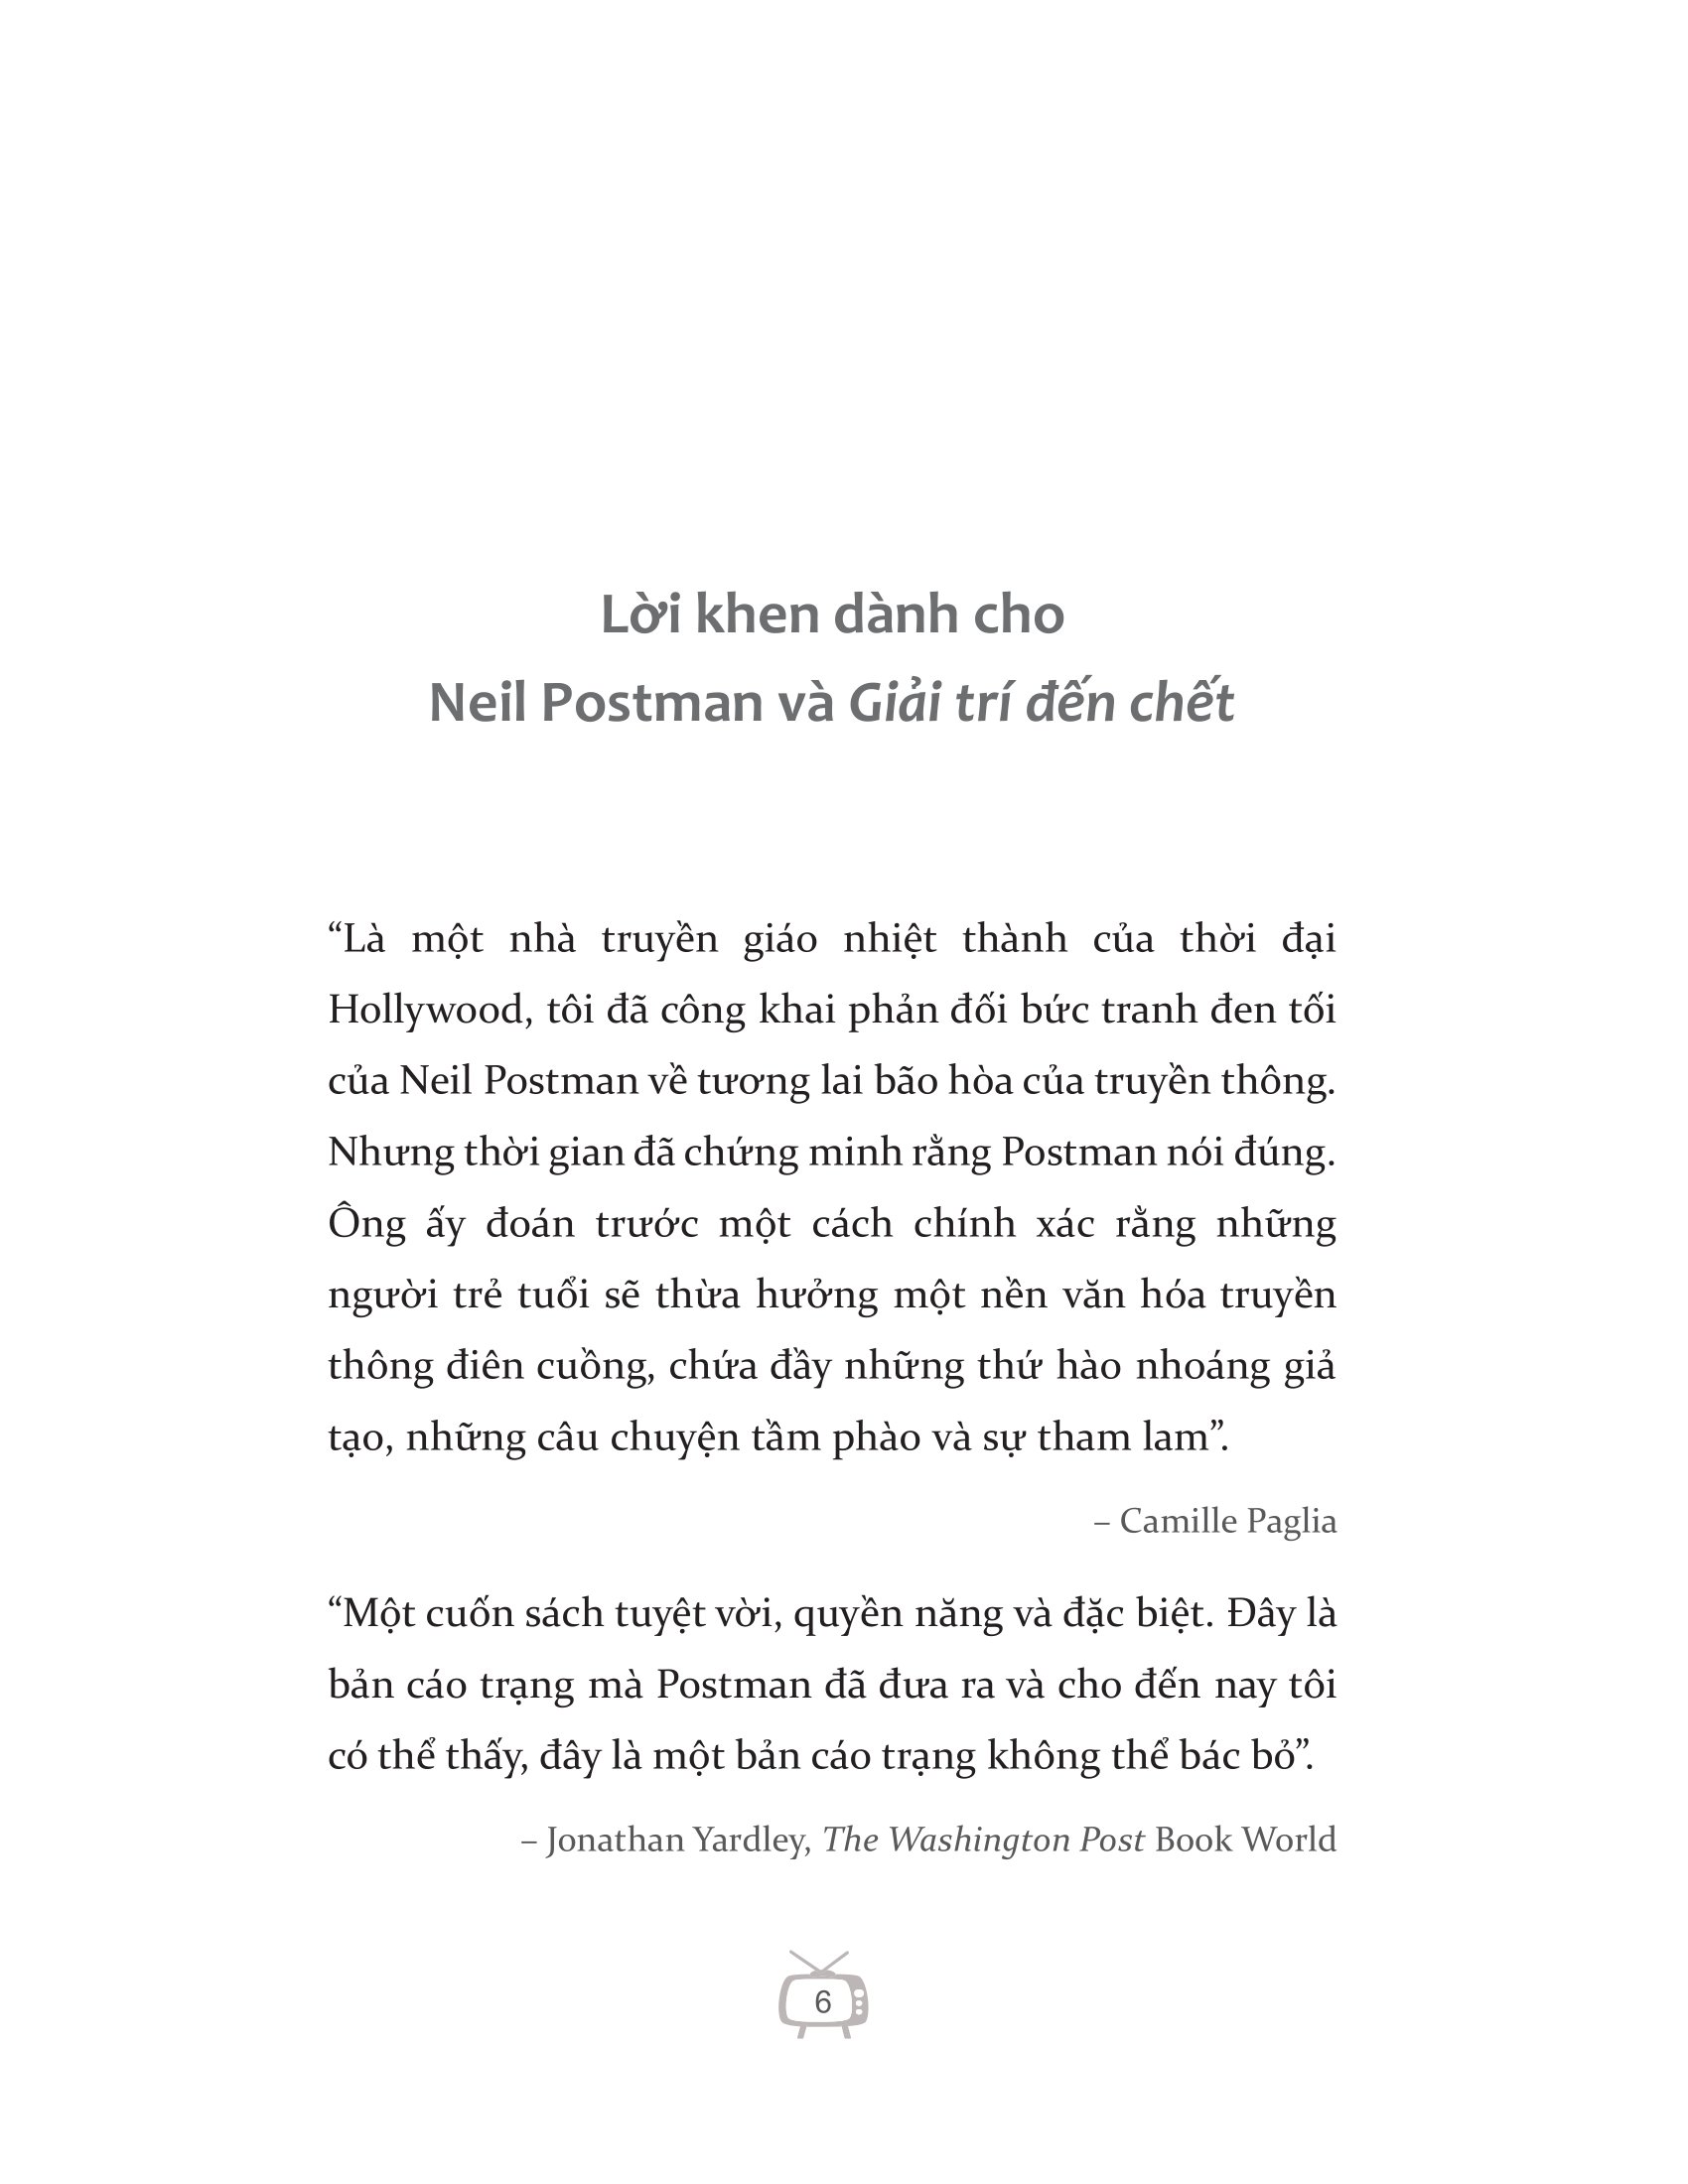 Lời khen dành cho
Neil Postman và Giải trí đến chết
“Là một nhà truyền giáo nhiệt thành của thời đại
Hollywood, tôi đã công khai phản đối bức tranh đen tối
của Neil Postman về tương lai bão hòa của truyền thông.
Nhưng thời gian đã chứng minh rằng Postman nói đúng.
Ông ấy đoán trước một cách chính xác rằng những
người trẻ tuổi sẽ thừa hưởng một nền văn hóa truyền
thông điên cuồng, chứa đầy những thứ hào nhoáng giả
tạo, những câu chuyện tầm phào và sự tham lam”.
– Camille Paglia
“Một cuốn sách tuyệt vời, quyền năng và đặc biệt. Đây là
bản cáo trạng mà Postman đã đưa ra và cho đến nay tôi
có thể thấy, đây là một bản cáo trạng không thể bác bỏ”.
– Jonathan Yardley, The Washington Post Book World
6